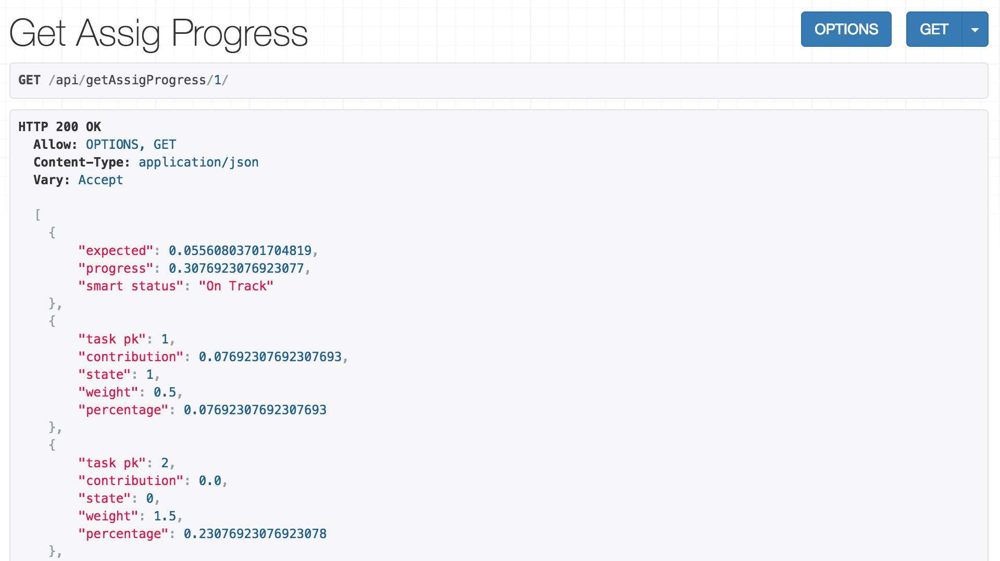 Get Assig Progress
OPTIONS
GET
GET /api/getAssigProgress/1/
HTTP 200 OK
Allow: OPTIONS, GET
Content-Type: application/json
Vary: Accept
[
{
"expected": 0.05560803701704819,
"progress": 0.3076923076923077,
"smart status": "On Track"
},
{
"task pk": 1,
"contribution": 0.07692307692307693,
"state": 1,
"weight": 0.5,
"percentage": 0.07692307692307693
},
{
"task pk": 2,
"contribution": 0.0,
"state": 0,
"weight": 1.5,
"percentage": 0.23076923076923078
},